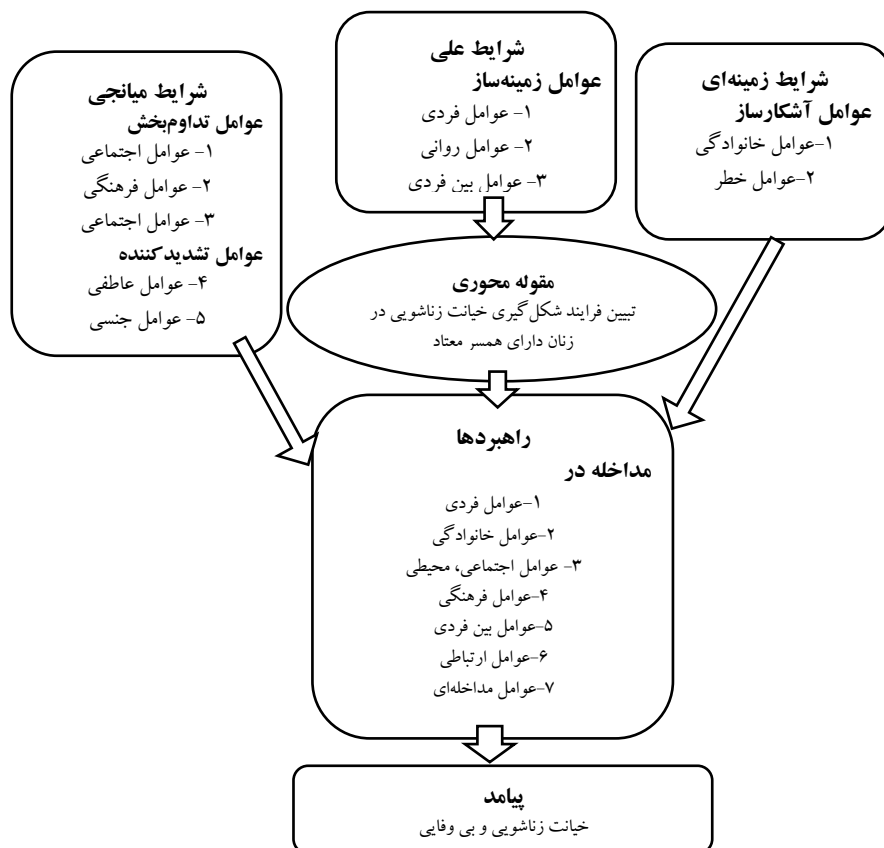 شرایط علی
عوامل زمینه‌ساز
۱- عوامل فردی
۲- عوامل روانی
۳- عوامل بین فردی
شرایط زمینه‌ای
عوامل آشکارساز
۱-عوامل خانوادگی
۲-عوامل خطر
شرایط میانجی
عوامل تداوم‌بخش
۱- عوامل اجتماعی
۲- عوامل فرهنگی
۳- عوامل اجتماعی
عوامل تشدیدکننده
۴- عوامل عاطفی
۵- عوامل جنسی
مقوله محوری
تبیین فرایند شکل‌گیری خیانت زناشویی در
زنان دارای همسر معتاد
راهبردها
مداخله در
۱-عوامل فردی
۲-عوامل خانوادگی
۳- عوامل اجتماعی، محیطی
۴-عوامل فرهنگی
۵-عوامل بین فردی
۶-عوامل ارتباطی
۷-عوامل مداخله‌ای
پیامد
خیانت زناشویی و بی وفایی